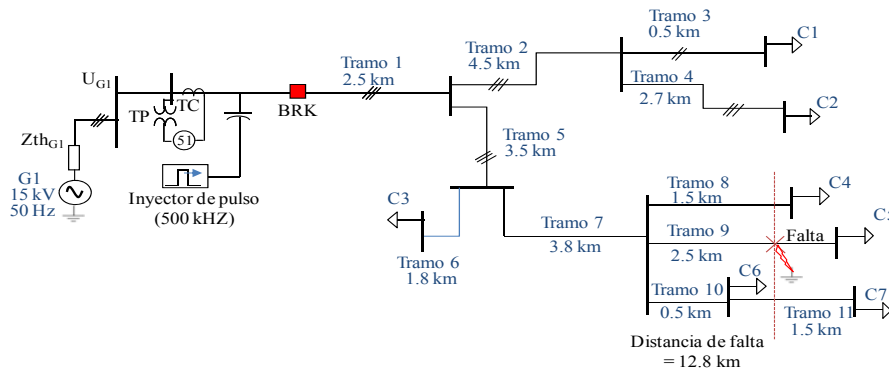 U_G1
TP
TC
51
Zth_G1
G1
15 kV
50 Hz
Inyector de pulso
(500 kHZ)
BRK
Tramo 1
2.5 km
Tramo 2
4.5 km
Tramo 3
0.5 km
C1
Tramo 4
2.7 km
C2
Tramo 5
3.5 km
C3
Tramo 6
1.8 km
Tramo 7
3.8 km
Tramo 8
1.5 km
C4
Tramo 9
2.5 km
Falta
C5
Tramo 10
0.5 km
C6
Tramo 11
1.5 km
C7
Distancia de falta
= 12.8 km